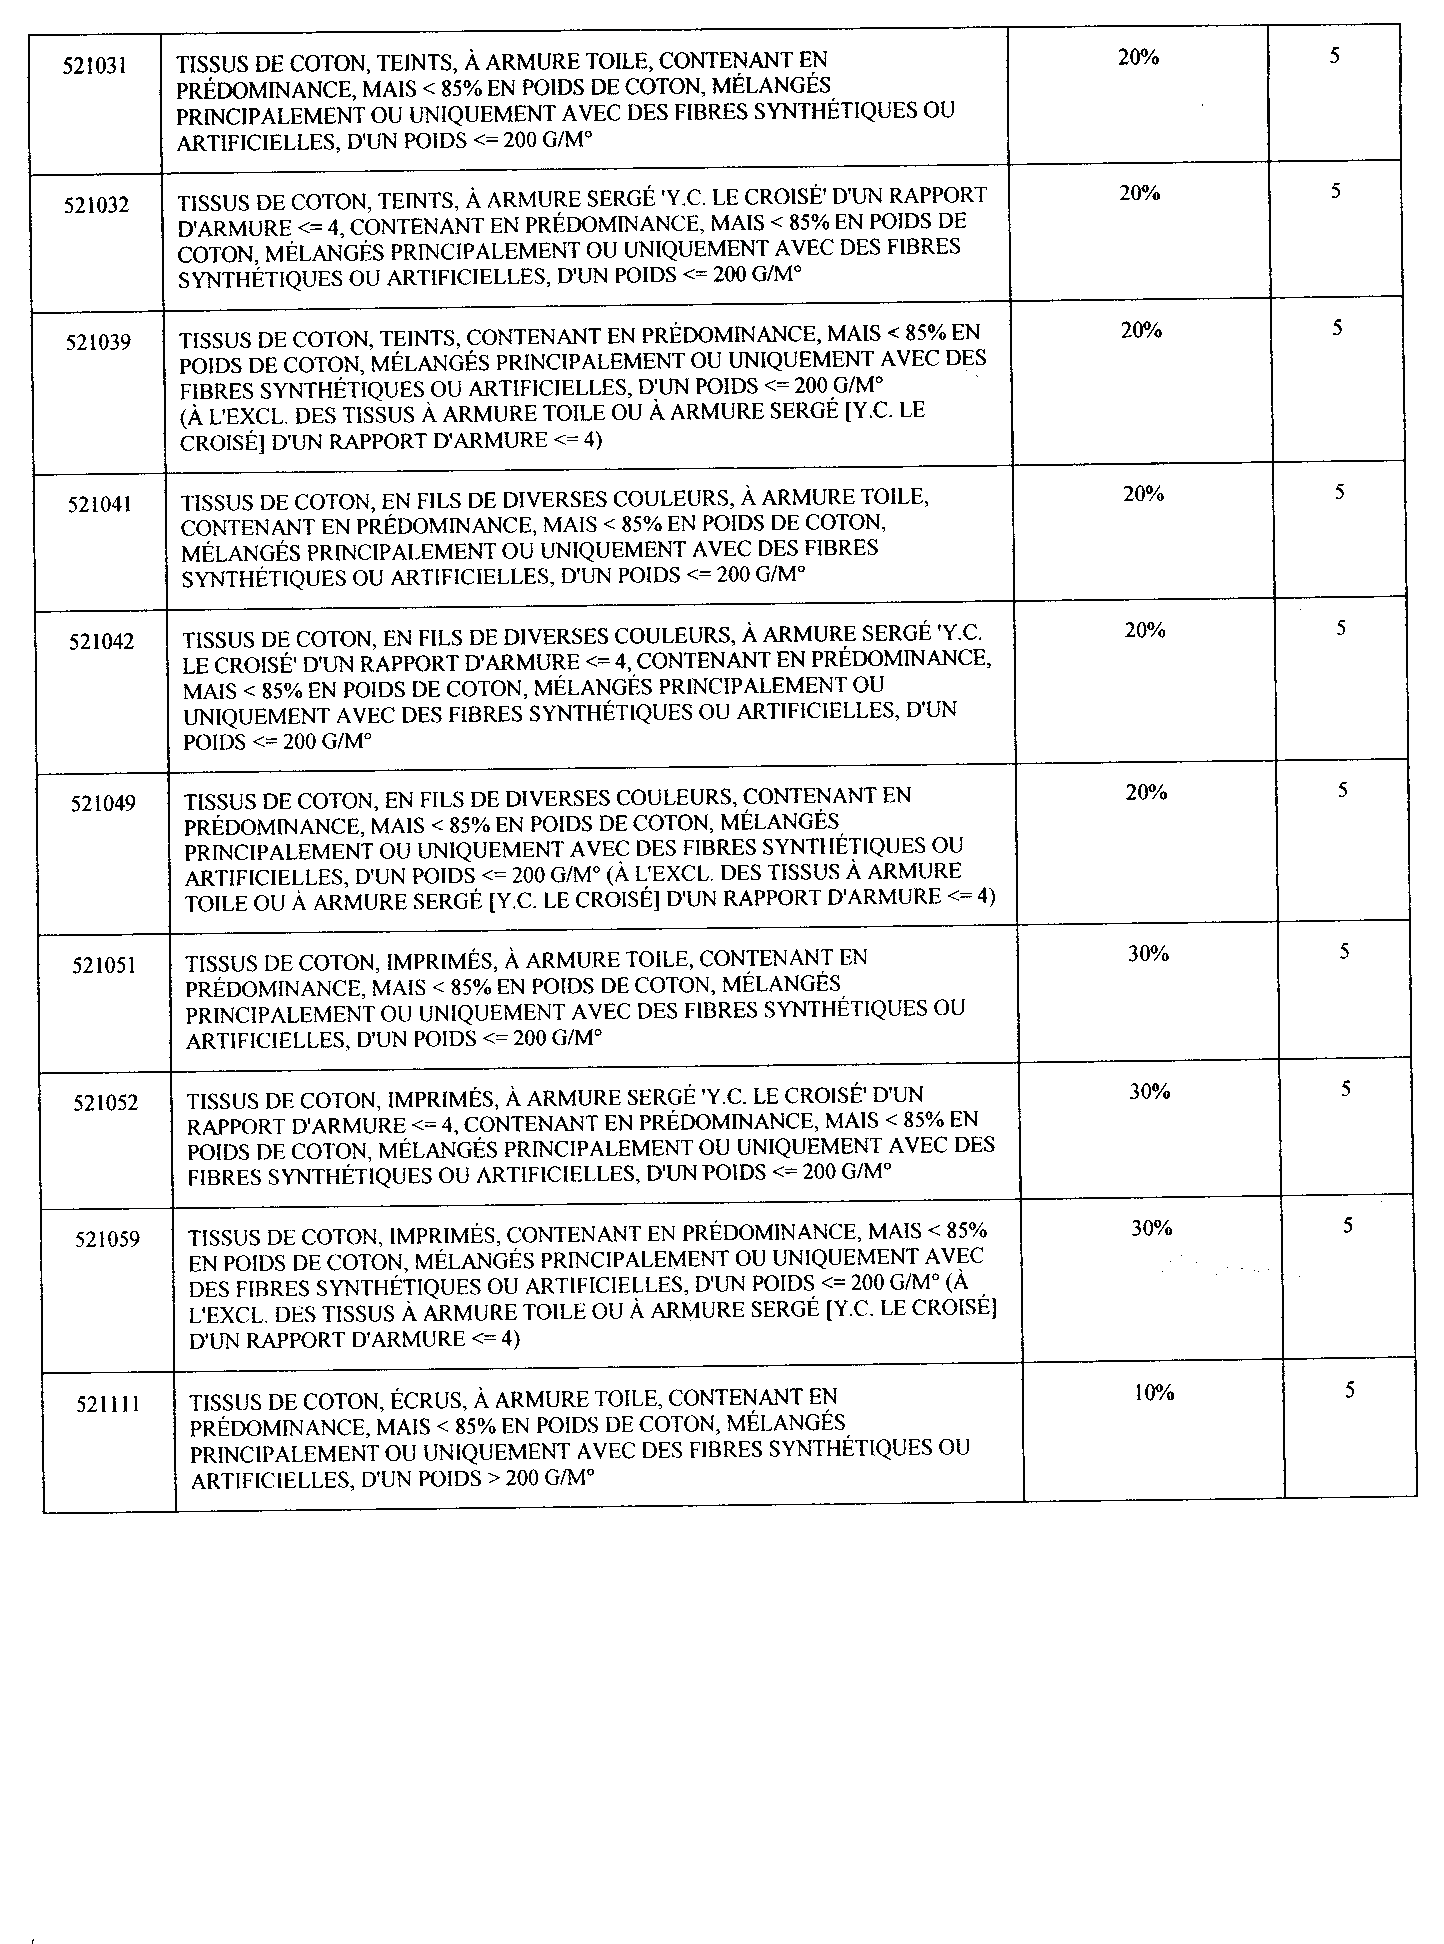 521031 TISSUS DE COTON, TEINTS, À ARMURE TOILE, CONTENANT EN 20% 5
PRÉDOMINANCE, MAIS < 85% EN POIDS DE COTON, MÉLANGÉS
PRINCIPALEMENT OU UNIQUEMENT AVEC DES FIBRES SYNTHÉTIQUES OU
ARTIFICIELLES, D'UN POIDS <= 200 G/M°
521032 TISSUS DE COTON, TEINTS, À ARMURE SERGÉ 'Y.C. LE CROISÉ' D'UN RAPPORT 20% 5
D'ARMURE <= 4, CONTENANT EN PRÉDOMINANCE, MAIS < 85% EN POIDS DE
COTON, MÉLANGÉS PRINCIPALEMENT OU UNIQUEMENT AVEC DES FIBRES
SYNTHÉTIQUES OU ARTIFICIELLES, D'UN POIDS <= 200 G/M°
521039 TISSUS DE COTON, TEINTS, CONTENANT EN PRÉDOMINANCE, MAIS < 85% EN 20% 5
POIDS DE COTON, MÉLANGÉS PRINCIPALEMENT OU UNIQUEMENT AVEC DES
FIBRES SYNTHÉTIQUES OU ARTIFICIELLES, D'UN POIDS <= 200 G/M°
(À L'EXCL. DES TISSUS À ARMURE TOILE OU À ARMURE SERGÉ [Y.C. LE
CROISÉ] D'UN RAPPORT D'ARMURE <= 4)
521041 TISSUS DE COTON, EN FILS DE DIVERSES COULEURS, À ARMURE TOILE, 20% 5
CONTENANT EN PRÉDOMINANCE, MAIS < 85% EN POIDS DE COTON,
MÉLANGÉS PRINCIPALEMENT OU UNIQUEMENT AVEC DES FIBRES
SYNTHÉTIQUES OU ARTIFICIELLES, D'UN POIDS <= 200 G/M°
521042 TISSUS DE COTON, EN FILS DE DIVERSES COULEURS, À ARMURE SERGÉ 'Y.C. 20% 5
LE CROISÉ' D'UN RAPPORT D'ARMURE <= 4, CONTENANT EN PRÉDOMINANCE,
MAIS < 85% EN POIDS DE COTON, MÉLANGÉS PRINCIPALEMENT OU
UNIQUEMENT AVEC DES FIBRES SYNTHÉTIQUES OU ARTIFICIELLES, D'UN
POIDS <= 200 G/M°
521049 TISSUS DE COTON, EN FILS DE DIVERSES COULEURS, CONTENANT EN 20% 5
PRÉDOMINANCE, MAIS < 85% EN POIDS DE COTON, MÉLANGÉS
PRINCIPALEMENT OU UNIQUEMENT AVEC DES FIBRES SYNTHÉTIQUES OU
ARTIFICIELLES, D'UN POIDS <= 200 G/M° (À L'EXCL. DES TISSUS À ARMURE
TOILE OU À ARMURE SERGÉ [Y.C. LE CROISÉ] D'UN RAPPORT D'ARMURE <= 4)
521051 TISSUS DE COTON, IMPRIMÉS, À ARMURE TOILE, CONTENANT EN 30% 5
PRÉDOMINANCE, MAIS < 85% EN POIDS DE COTON, MÉLANGÉS
PRINCIPALEMENT OU UNIQUEMENT AVEC DES FIBRES SYNTHÉTIQUES OU
ARTIFICIELLES, D'UN POIDS <= 200 G/M°
521052 TISSUS DE COTON, IMPRIMÉS, À ARMURE SERGÉ 'Y.C. LE CROISÉ' D'UN 30% 5
RAPPORT D'ARMURE <= 4, CONTENANT EN PRÉDOMINANCE, MAIS < 85% EN
POIDS DE COTON, MÉLANGÉS PRINCIPALEMENT OU UNIQUEMENT AVEC DES
FIBRES SYNTHÉTIQUES OU ARTIFICIELLES, D'UN POIDS <= 200 G/M°
521059 TISSUS DE COTON, IMPRIMÉS, CONTENANT EN PRÉDOMINANCE, MAIS < 85% 30% 5
EN POIDS DE COTON, MÉLANGÉS PRINCIPALEMENT OU UNIQUEMENT AVEC
DES FIBRES SYNTHÉTIQUES OU ARTIFICIELLES, D'UN POIDS <= 200 G/M° (À
L'EXCL. DES TISSUS À ARMURE TOILE OU À ARMURE SERGÉ [Y.C. LE CROISÉ]
D'UN RAPPORT D'ARMURE <= 4)
521111 TISSUS DE COTON, ÉCRUS, À ARMURE TOILE, CONTENANT EN 10% 5
PRÉDOMINANCE, MAIS < 85% EN POIDS DE COTON, MÉLANGÉS
PRINCIPALEMENT OU UNIQUEMENT AVEC DES FIBRES SYNTHÉTIQUES OU
ARTIFICIELLES, D'UN POIDS > 200 G/M°